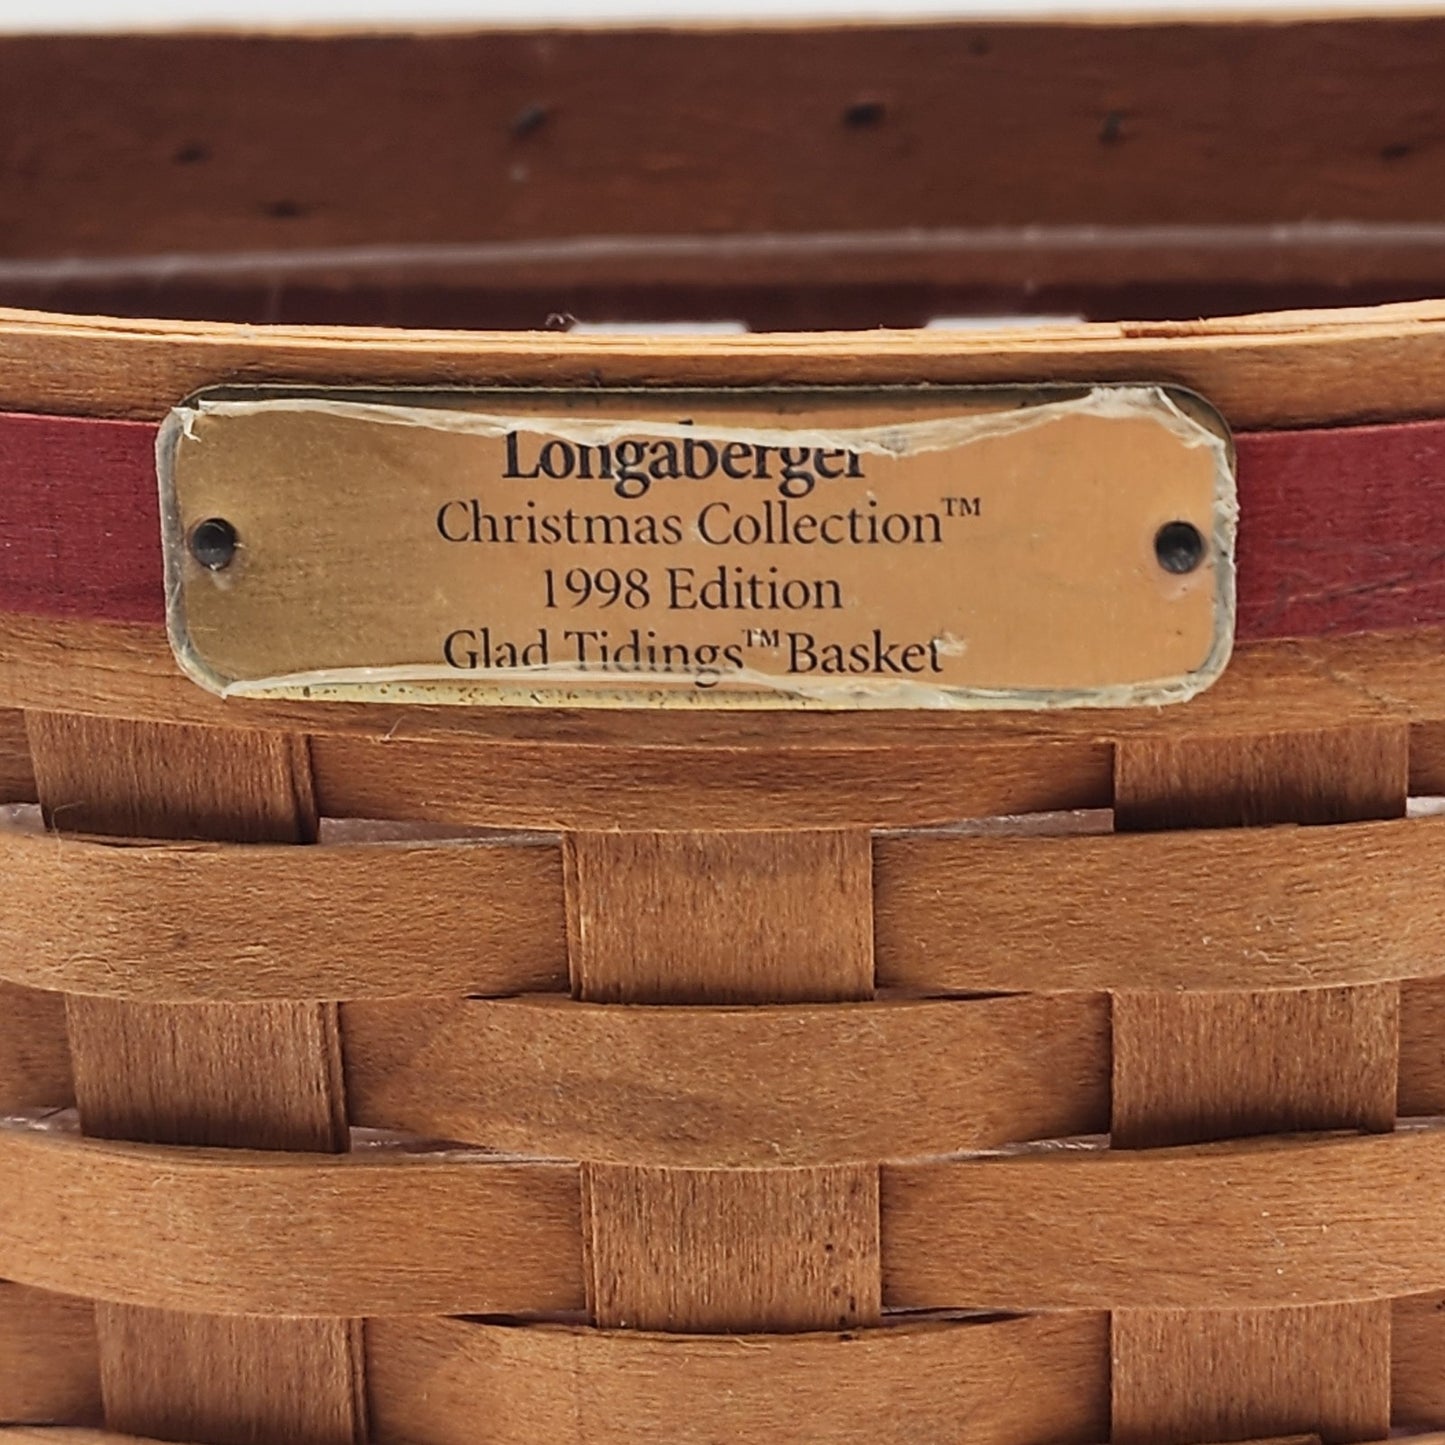 Longaberger
Christmas Collection™
1998 Edition
Glad Tidings™ Basket